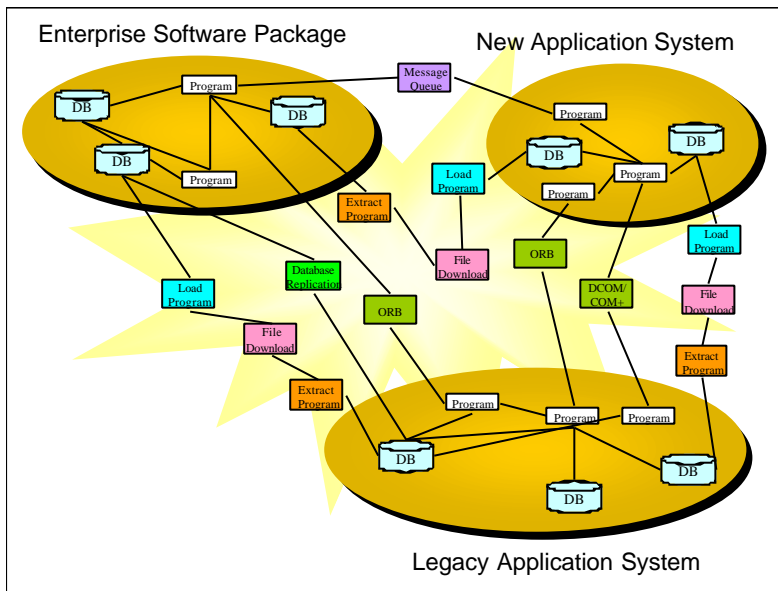 Enterprise Software Package
New Application System
Message
Queue
Program
DB
DB
DB
Program
Program
DB
DB
Program
Program
Load
Program
Extract
Program
File
Download
ORB
Load
Program
DCOM/
COM+
File
Download
Extract
Program
Database
Replication
Load
Program
ORB
File
Download
Extract
Program
Program
Program
Program
DB
DB
DB
Legacy Application System